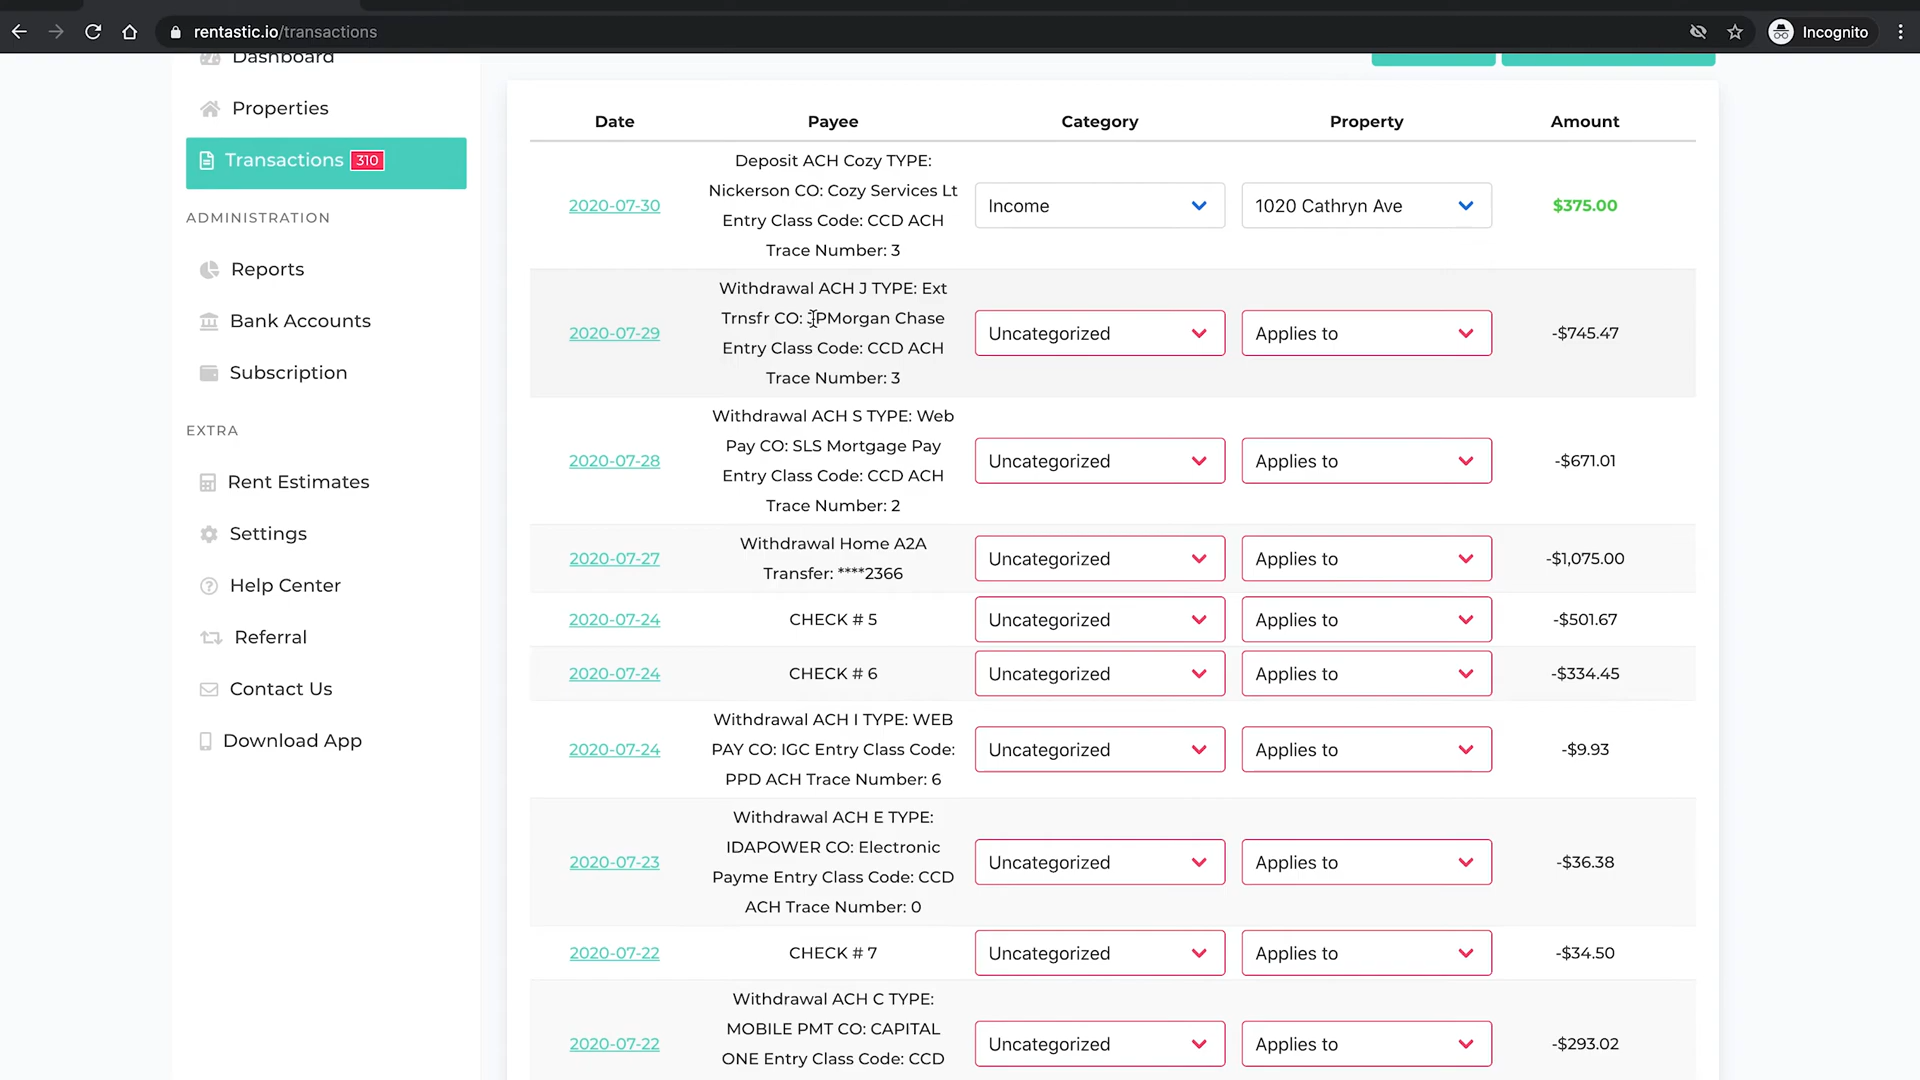 rentastic.io/transactions
Incognito
Dashboard
Properties
Transactions 310
ADMINISTRATION
Reports
Bank Accounts
Subscription
EXTRA
Rent Estimates
Settings
Help Center
Referral
Contact Us
Download App
Date Payee Category Property Amount
2020-07-30
Deposit ACH Cozy TYPE:
Nickerson CO: Cozy Services Lt
Entry Class Code: CCD ACH
Trace Number: 3
Income
1020 Cathryn Ave
$375.00
2020-07-29
Withdrawal ACH J TYPE: Ext
Trnsfr CO: JPMorgan Chase
Entry Class Code: CCD ACH
Trace Number: 3
Uncategorized
Applies to
-$745.47
2020-07-28
Withdrawal ACH S TYPE: Web
Pay CO: SLS Mortgage Pay
Entry Class Code: CCD ACH
Trace Number: 2
Uncategorized
Applies to
-$671.01
2020-07-27
Withdrawal Home A2A
Transfer: ****2366
Uncategorized
Applies to
-$1,075.00
2020-07-24
CHECK # 5
Uncategorized
Applies to
-$501.67
2020-07-24
CHECK # 6
Uncategorized
Applies to
-$334.45
2020-07-24
Withdrawal ACH I TYPE: WEB
PAY CO: IGC Entry Class Code:
PPD ACH Trace Number: 6
Uncategorized
Applies to
-$9.93
2020-07-23
Withdrawal ACH E TYPE:
IDAPOWER CO: Electronic
Payme Entry Class Code: CCD
ACH Trace Number: 0
Uncategorized
Applies to
-$36.38
2020-07-22
CHECK # 7
Uncategorized
Applies to
-$34.50
2020-07-22
Withdrawal ACH C TYPE:
MOBILE PMT CO: CAPITAL
ONE Entry Class Code: CCD
Uncategorized
Applies to
-$293.02